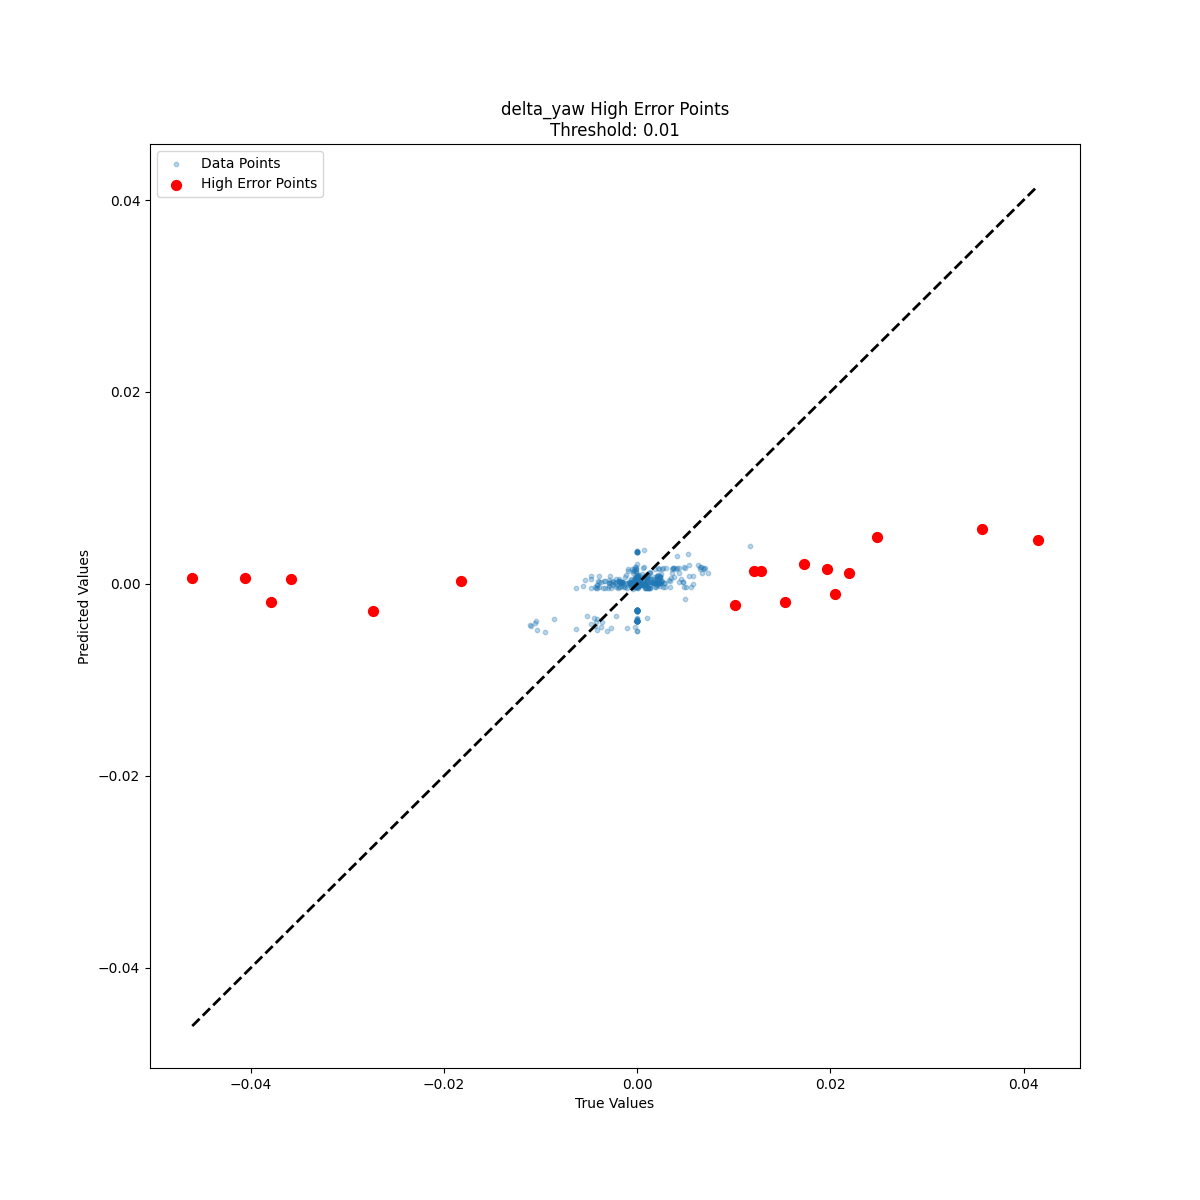 delta_yaw High Error Points
Threshold: 0.01
Data Points
High Error Points
0.04
0.02
0.00
−0.02
−0.04
Predicted Values
−0.04
−0.02
0.00
0.02
0.04
True Values